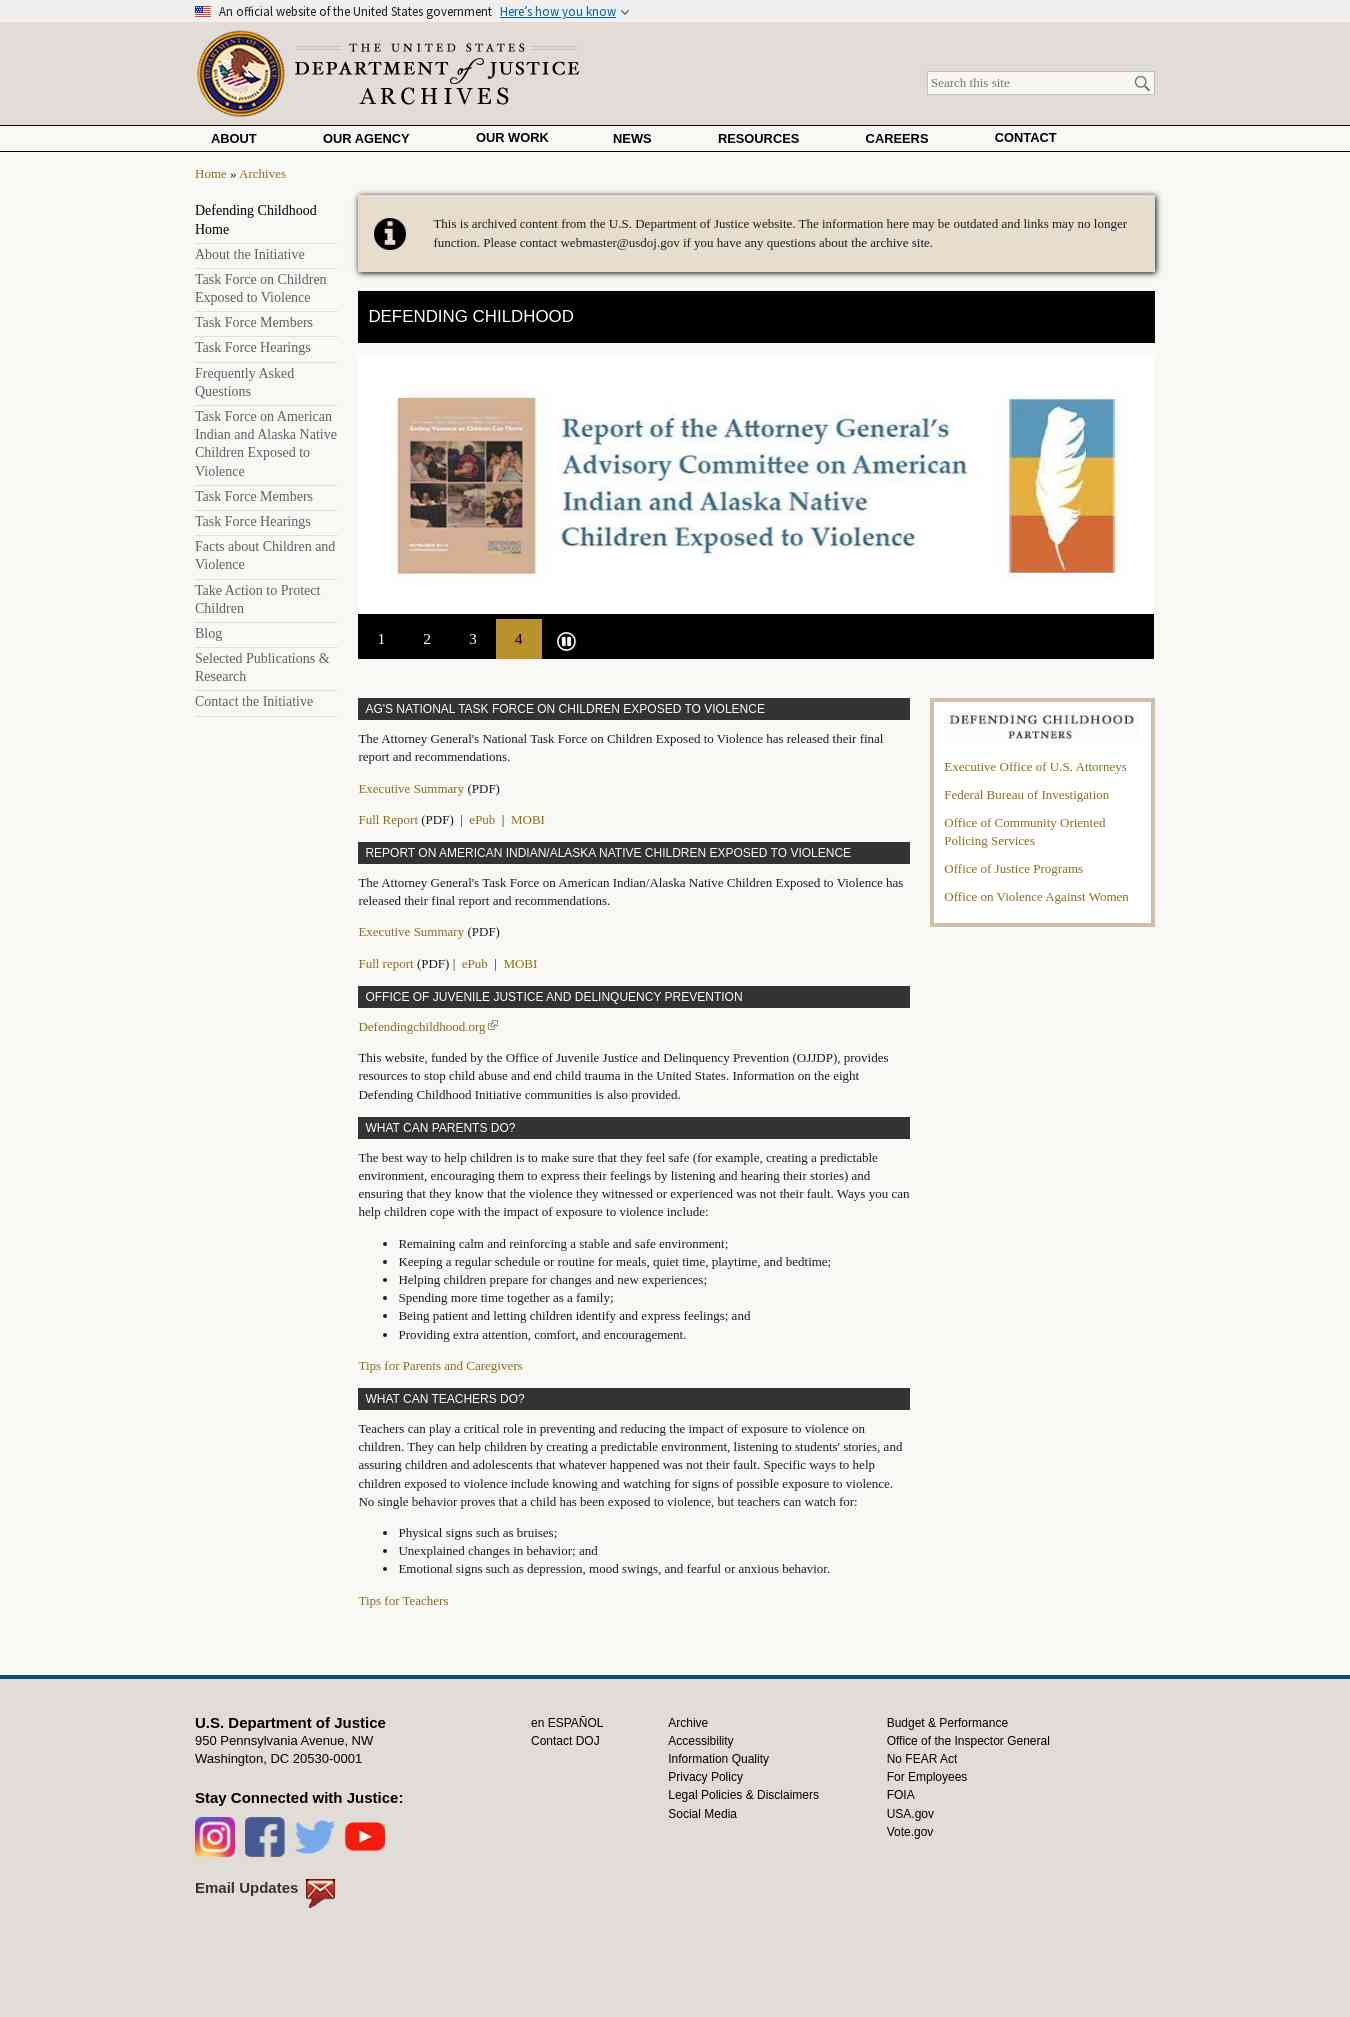 An official website of the United States government Here's how you know
THE UNITED STATES
DEPARTMENT of JUSTICE
ARCHIVES
Search this site
ABOUT OUR AGENCY OUR WORK NEWS RESOURCES CAREERS CONTACT
Home » Archives
Defending Childhood
Home
About the Initiative
Task Force on Children
Exposed to Violence
Task Force Members
Task Force Hearings
Frequently Asked
Questions
Task Force on American
Indian and Alaska Native
Children Exposed to
Violence
Task Force Members
Task Force Hearings
Facts about Children and
Violence
Take Action to Protect
Children
Blog
Selected Publications &
Research
Contact the Initiative
This is archived content from the U.S. Department of Justice website. The information here may be outdated and links may no longer
function. Please contact webmaster@usdoj.gov if you have any questions about the archive site.
DEFENDING CHILDHOOD
Report of the Attorney General's
Advisory Committee on American
Indian and Alaska Native
Children Exposed to Violence
1 2 3 4
AG'S NATIONAL TASK FORCE ON CHILDREN EXPOSED TO VIOLENCE
The Attorney General's National Task Force on Children Exposed to Violence has released their final
report and recommendations.
Executive Summary (PDF)
Full Report (PDF) | ePub | MOBI
REPORT ON AMERICAN INDIAN/ALASKA NATIVE CHILDREN EXPOSED TO VIOLENCE
The Attorney General's Task Force on American Indian/Alaska Native Children Exposed to Violence has
released their final report and recommendations.
Executive Summary (PDF)
Full report (PDF) | ePub | MOBI
OFFICE OF JUVENILE JUSTICE AND DELINQUENCY PREVENTION
Defendingchildhood.org
This website, funded by the Office of Juvenile Justice and Delinquency Prevention (OJJDP), provides
resources to stop child abuse and end child trauma in the United States. Information on the eight
Defending Childhood Initiative communities is also provided.
WHAT CAN PARENTS DO?
The best way to help children is to make sure that they feel safe (for example, creating a predictable
environment, encouraging them to express their feelings by listening and hearing their stories) and
ensuring that they know that the violence they witnessed or experienced was not their fault. Ways you can
help children cope with the impact of exposure to violence include:
• Remaining calm and reinforcing a stable and safe environment;
• Keeping a regular schedule or routine for meals, quiet time, playtime, and bedtime;
• Helping children prepare for changes and new experiences;
• Spending more time together as a family;
• Being patient and letting children identify and express feelings; and
• Providing extra attention, comfort, and encouragement.
Tips for Parents and Caregivers
WHAT CAN TEACHERS DO?
Teachers can play a critical role in preventing and reducing the impact of exposure to violence on
children. They can help children by creating a predictable environment, listening to students' stories, and
assuring children and adolescents that whatever happened was not their fault. Specific ways to help
children exposed to violence include knowing and watching for signs of possible exposure to violence.
No single behavior proves that a child has been exposed to violence, but teachers can watch for:
• Physical signs such as bruises;
• Unexplained changes in behavior; and
• Emotional signs such as depression, mood swings, and fearful or anxious behavior.
Tips for Teachers
DEFENDING CHILDHOOD
PARTNERS
Executive Office of U.S. Attorneys
Federal Bureau of Investigation
Office of Community Oriented
Policing Services
Office of Justice Programs
Office on Violence Against Women
U.S. Department of Justice
950 Pennsylvania Avenue, NW
Washington, DC 20530-0001
Stay Connected with Justice:
Email Updates
en ESPAÑOL
Contact DOJ
Archive
Accessibility
Information Quality
Privacy Policy
Legal Policies & Disclaimers
Social Media
Budget & Performance
Office of the Inspector General
No FEAR Act
For Employees
FOIA
USA.gov
Vote.gov